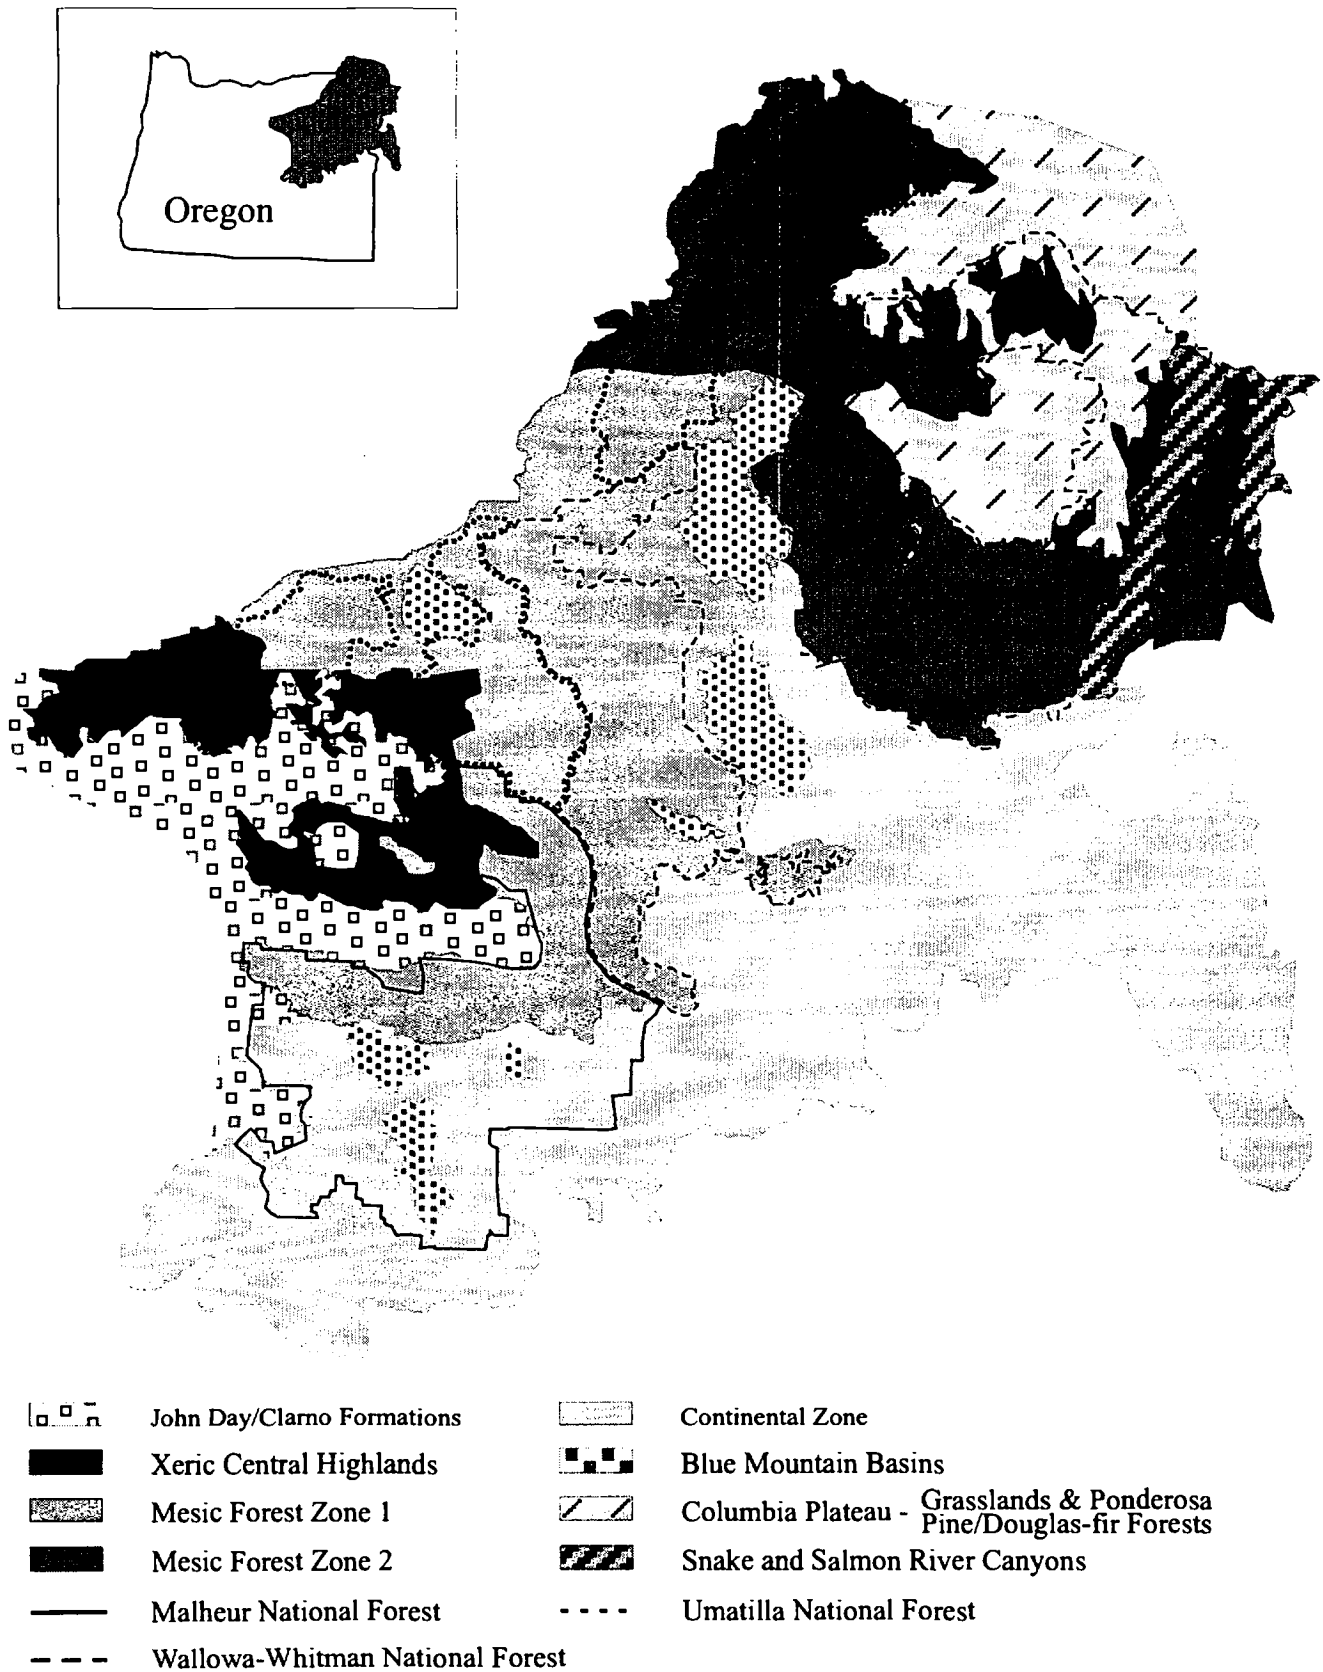 Oregon
John Day/Clarno Formations
Xeric Central Highlands
Mesic Forest Zone 1
Mesic Forest Zone 2
Malheur National Forest
Wallowa-Whitman National Forest
Continental Zone
Blue Mountain Basins
Columbia Plateau - Grasslands & Ponderosa
Pine/Douglas-fir Forests
Snake and Salmon River Canyons
Umatilla National Forest